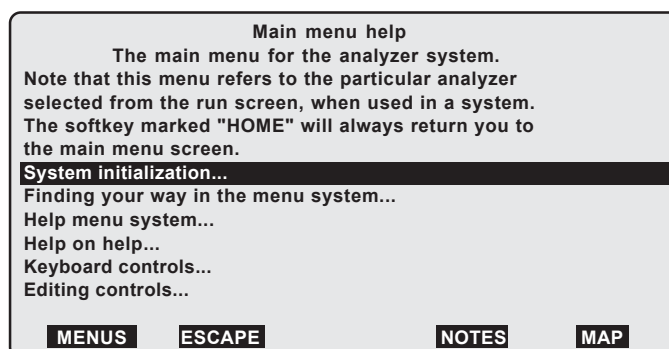 Main menu help
The main menu for the analyzer system.
Note that this menu refers to the particular analyzer
selected from the run screen, when used in a system.
The softkey marked "HOME" will always return you to
the main menu screen.
System initialization...
Finding your way in the menu system...
Help menu system...
Help on help...
Keyboard controls...
Editing controls...
MENUS ESCAPE NOTES MAP